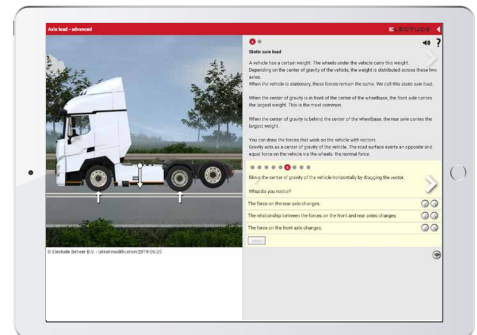 Axle load - advanced
ELECTUDE
?
Static axle load
A vehicle has a certain weight. The wheels under the vehicle carry this weight.
Depending on the center of gravity of the vehicle, the weight is distributed across these two
axles.
When the vehicle is stationary, these forces remain the same. We call this static axle load.
When the center of gravity is in front of the center of the wheelbase, the front axle carries
the largest weight. This is the most common.
When the center of gravity is behind the center of the wheelbase, the rear axle carries the
largest weight.
You can draw the forces that work on the vehicle with vectors.
Gravity acts as a center of gravity of the vehicle. The road surface exerts an opposite and
equal force on the vehicle via the wheels, the normal force.
Move the center of gravity of the vehicle horizontally by dragging the vector.
What do you notice?
The force on the rear axle changes.
The relationship between the forces on the front and rear axles changes.
The force on the front axle changes.
© Electude Beheer B.V. - latest modification 2019-06-25